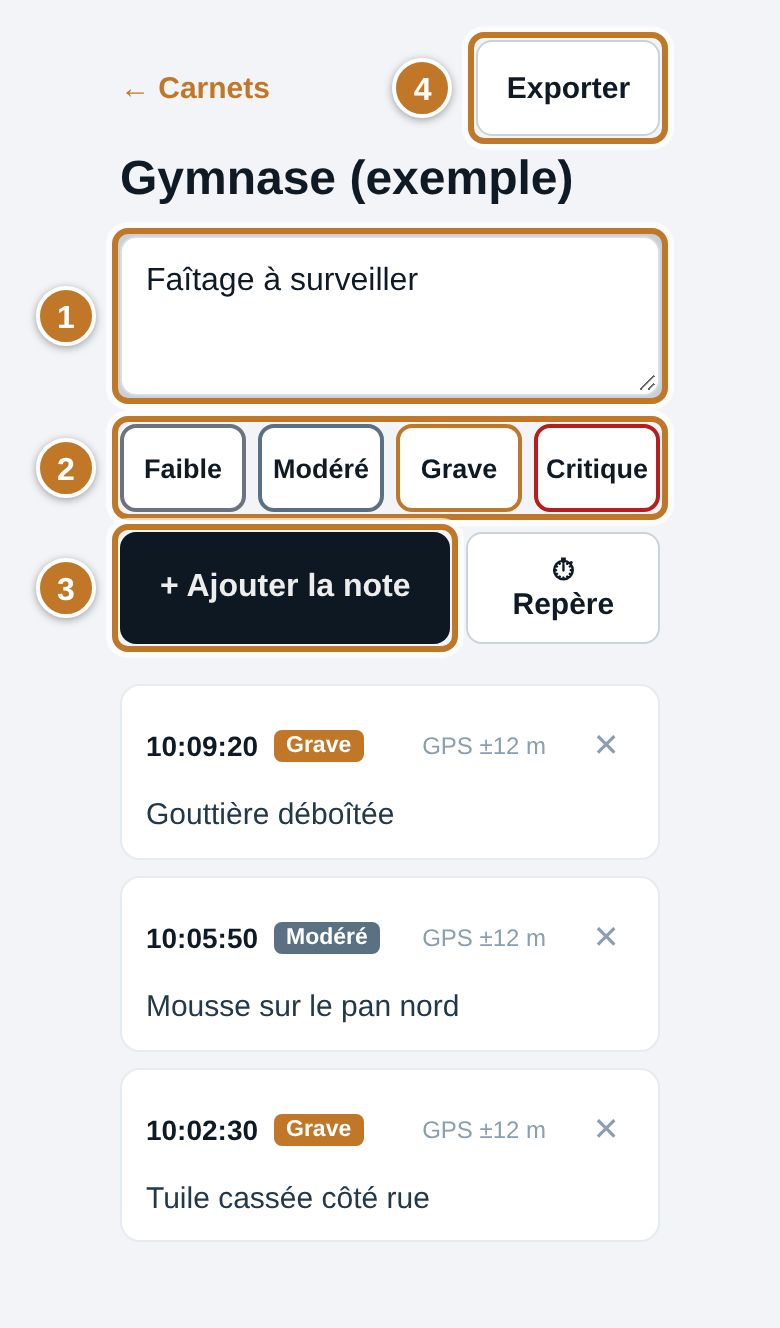 ← Carnets
4
Exporter
Gymnase (exemple)
1
Faîtage à surveiller
2
Faible
Modéré
Grave
Critique
3
+ Ajouter la note
⏱
Repère
10:09:20 Grave GPS ±12 m ✕
Gouttière déboîtée
10:05:50 Modéré GPS ±12 m ✕
Mousse sur le pan nord
10:02:30 Grave GPS ±12 m ✕
Tuile cassée côté rue